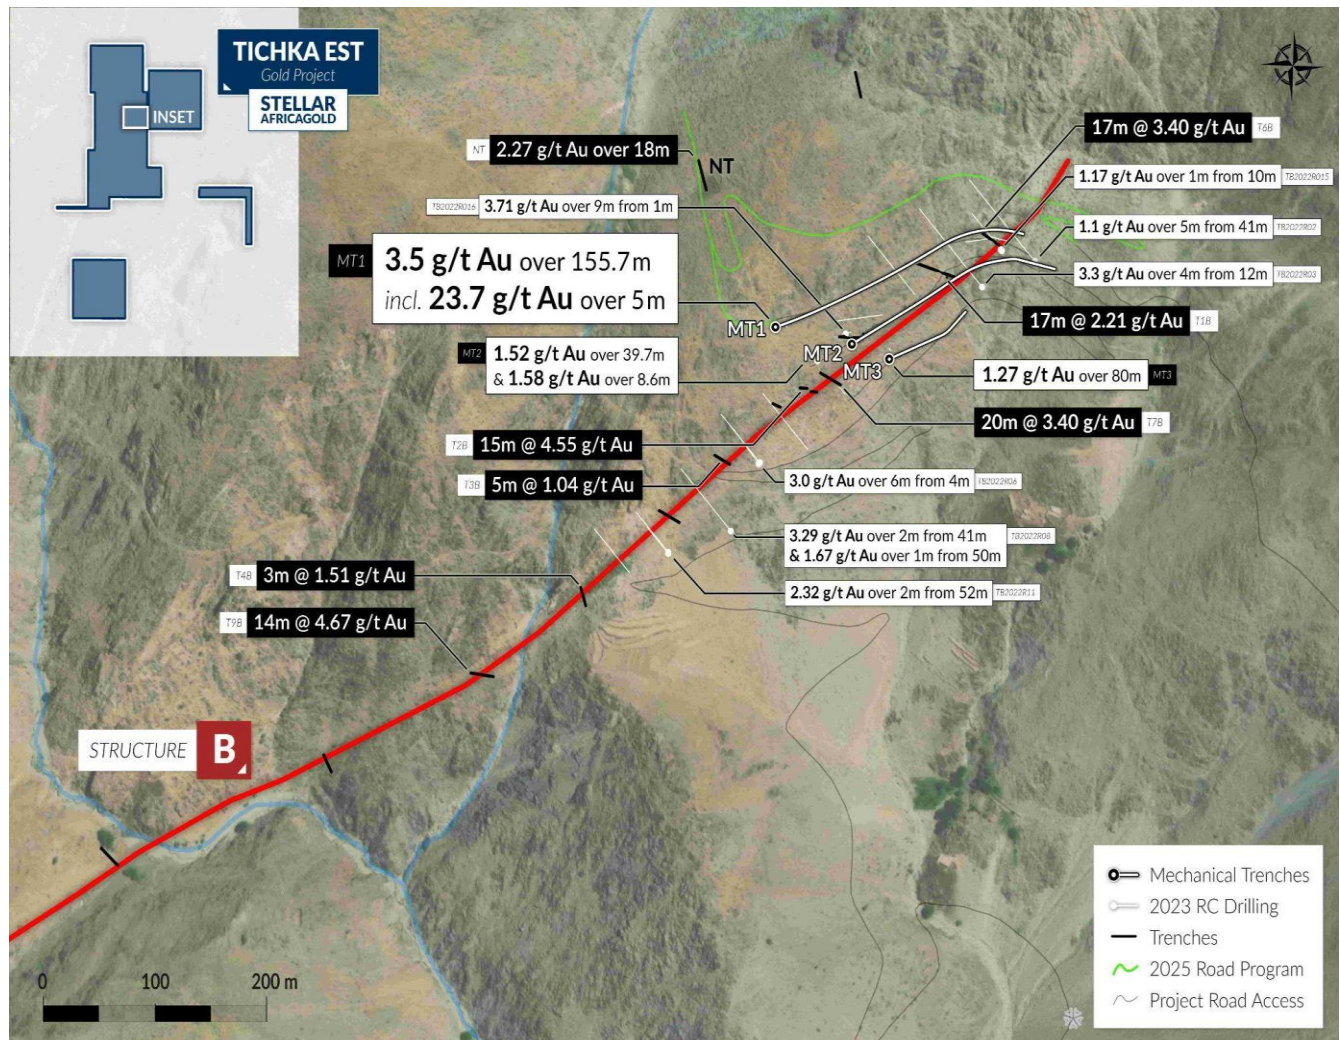 TICHKA EST
Gold Project
STELLAR
AFRICAGOLD
INSET
17m @ 3.40 g/t Au T6B
NT 2.27 g/t Au over 18m
NT
1.17 g/t Au over 1m from 10m TB2022R015
TB2022R016 3.71 g/t Au over 9m from 1m
1.1 g/t Au over 5m from 41m TB2022R02
MT1 3.5 g/t Au over 155.7m
incl. 23.7 g/t Au over 5m
3.3 g/t Au over 4m from 12m TB2022R03
17m @ 2.21 g/t Au T1B
MT1
MT2
MT3
MT2 1.52 g/t Au over 39.7m
& 1.58 g/t Au over 8.6m
1.27 g/t Au over 80m MT3
20m @ 3.40 g/t Au T7B
T2B 15m @ 4.55 g/t Au
T3B 5m @ 1.04 g/t Au
3.0 g/t Au over 6m from 4m TB2022R06
3.29 g/t Au over 2m from 41m TB2022R08
& 1.67 g/t Au over 1m from 50m
T4B 3m @ 1.51 g/t Au
2.32 g/t Au over 2m from 52m TB2022R11
T9B 14m @ 4.67 g/t Au
STRUCTURE B
Mechanical Trenches
2023 RC Drilling
Trenches
2025 Road Program
Project Road Access
0 100 200 m